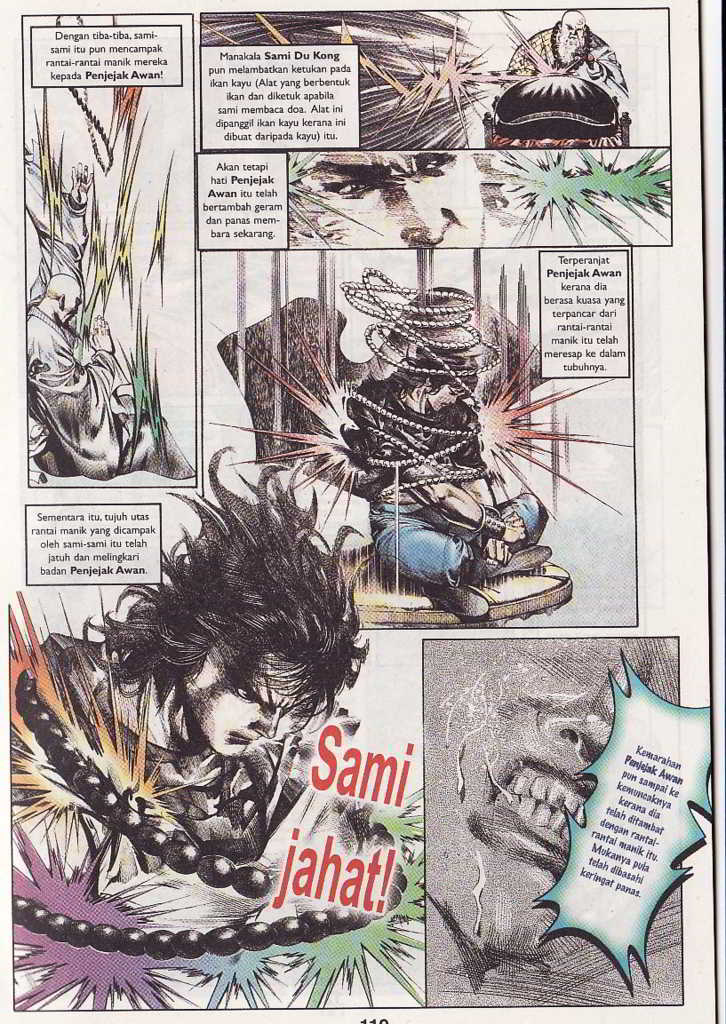 Dengan tiba-tiba, sami-
sami itu pun mencampak
rantai-rantai manik mereka
kepada Penjejak Awan!
Manakala Sami Du Kong
pun melambatkan ketukan pada
ikan kayu (Alat yang berbentuk
ikan dan diketuk apabila
sami membaca doa. Alat ini
dipanggil ikan kayu kerana ini
dibuat daripada kayu) itu.
Akan tetapi
hati Penjejak
Awan itu telah
bertambah geram
dan panas mem-
bara sekarang.
Terperanjat
Penjejak Awan
kerana dia
berasa kuasa yang
terpancar dari
rantai-rantai
manik itu telah
meresap ke dalam
tubuhnya.
Sementara itu, tujuh utas
rantai manik yang dicampak
oleh sami-sami itu telah
jatuh dan melingkari
badan Penjejak Awan.
Sami
jahat!
Kemarahan
Penjejak Awan
pun sampai ke
kemuncaknya
kerana dia
telah ditambat
dengan rantai-
rantai manik itu.
Mukanya pula
telah dibasahi
keringat panas.